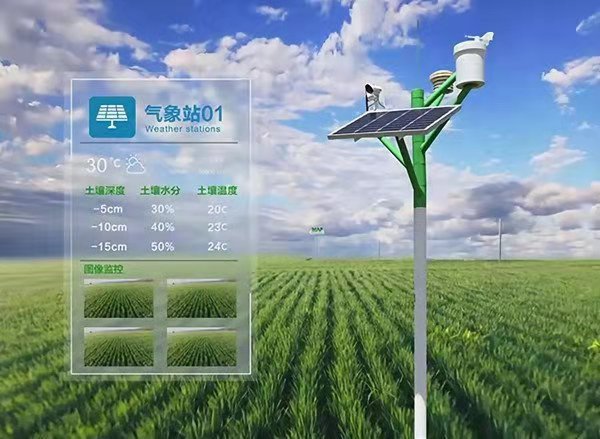 气象站01
Weather stations
30℃
土壤深度 土壤水分 土壤温度
-5cm 30% 20c
-10cm 40% 23c
-15cm 50% 24c
图像监控